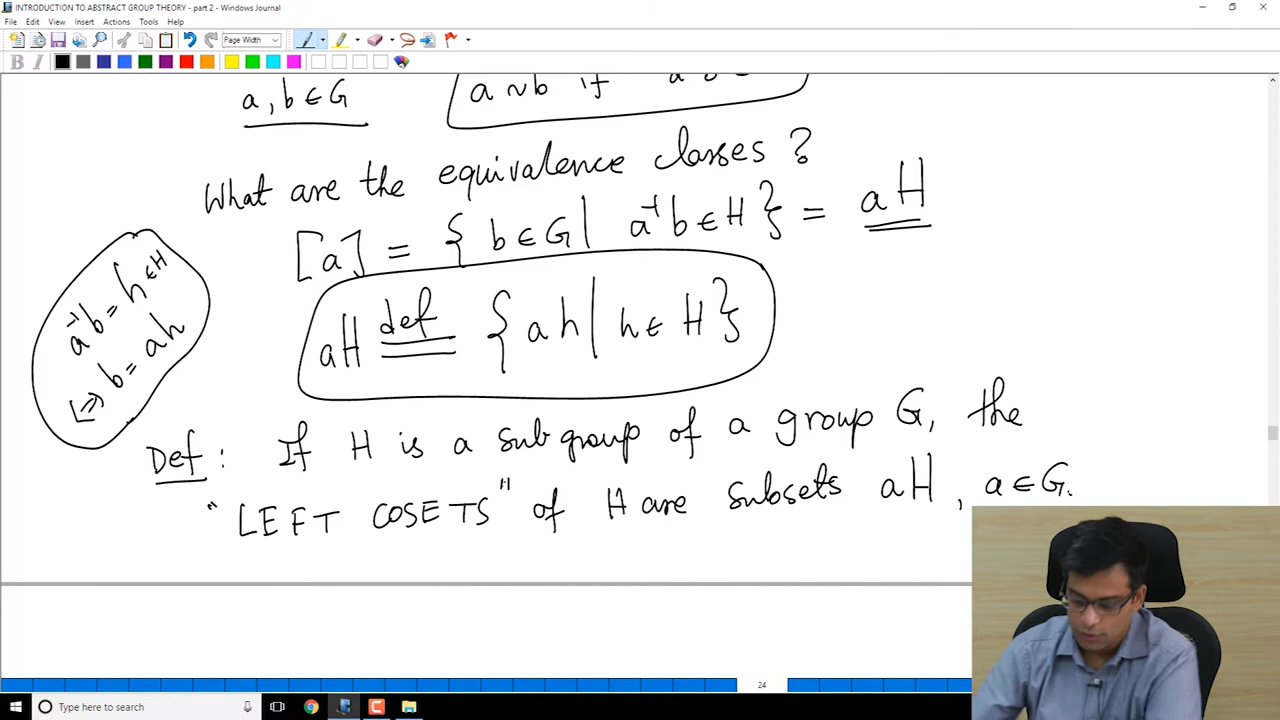 INTRODUCTION TO ABSTRACT GROUP THEORY - part 2 - Windows Journal
File Edit View Insert Actions Tools Help
Page Width
B I
a, b ∈ G
a ~ b if
What are the equivalence classes ?
[a] = { b ∈ G | a⁻¹b ∈ H } = aH
a⁻¹b = h ∈ H
⇔ b = ah
aH def { ah | h ∈ H }
Def : If H is a subgroup of a group G, the
"LEFT COSETS" of H are subsets aH, a ∈ G.
24
Type here to search